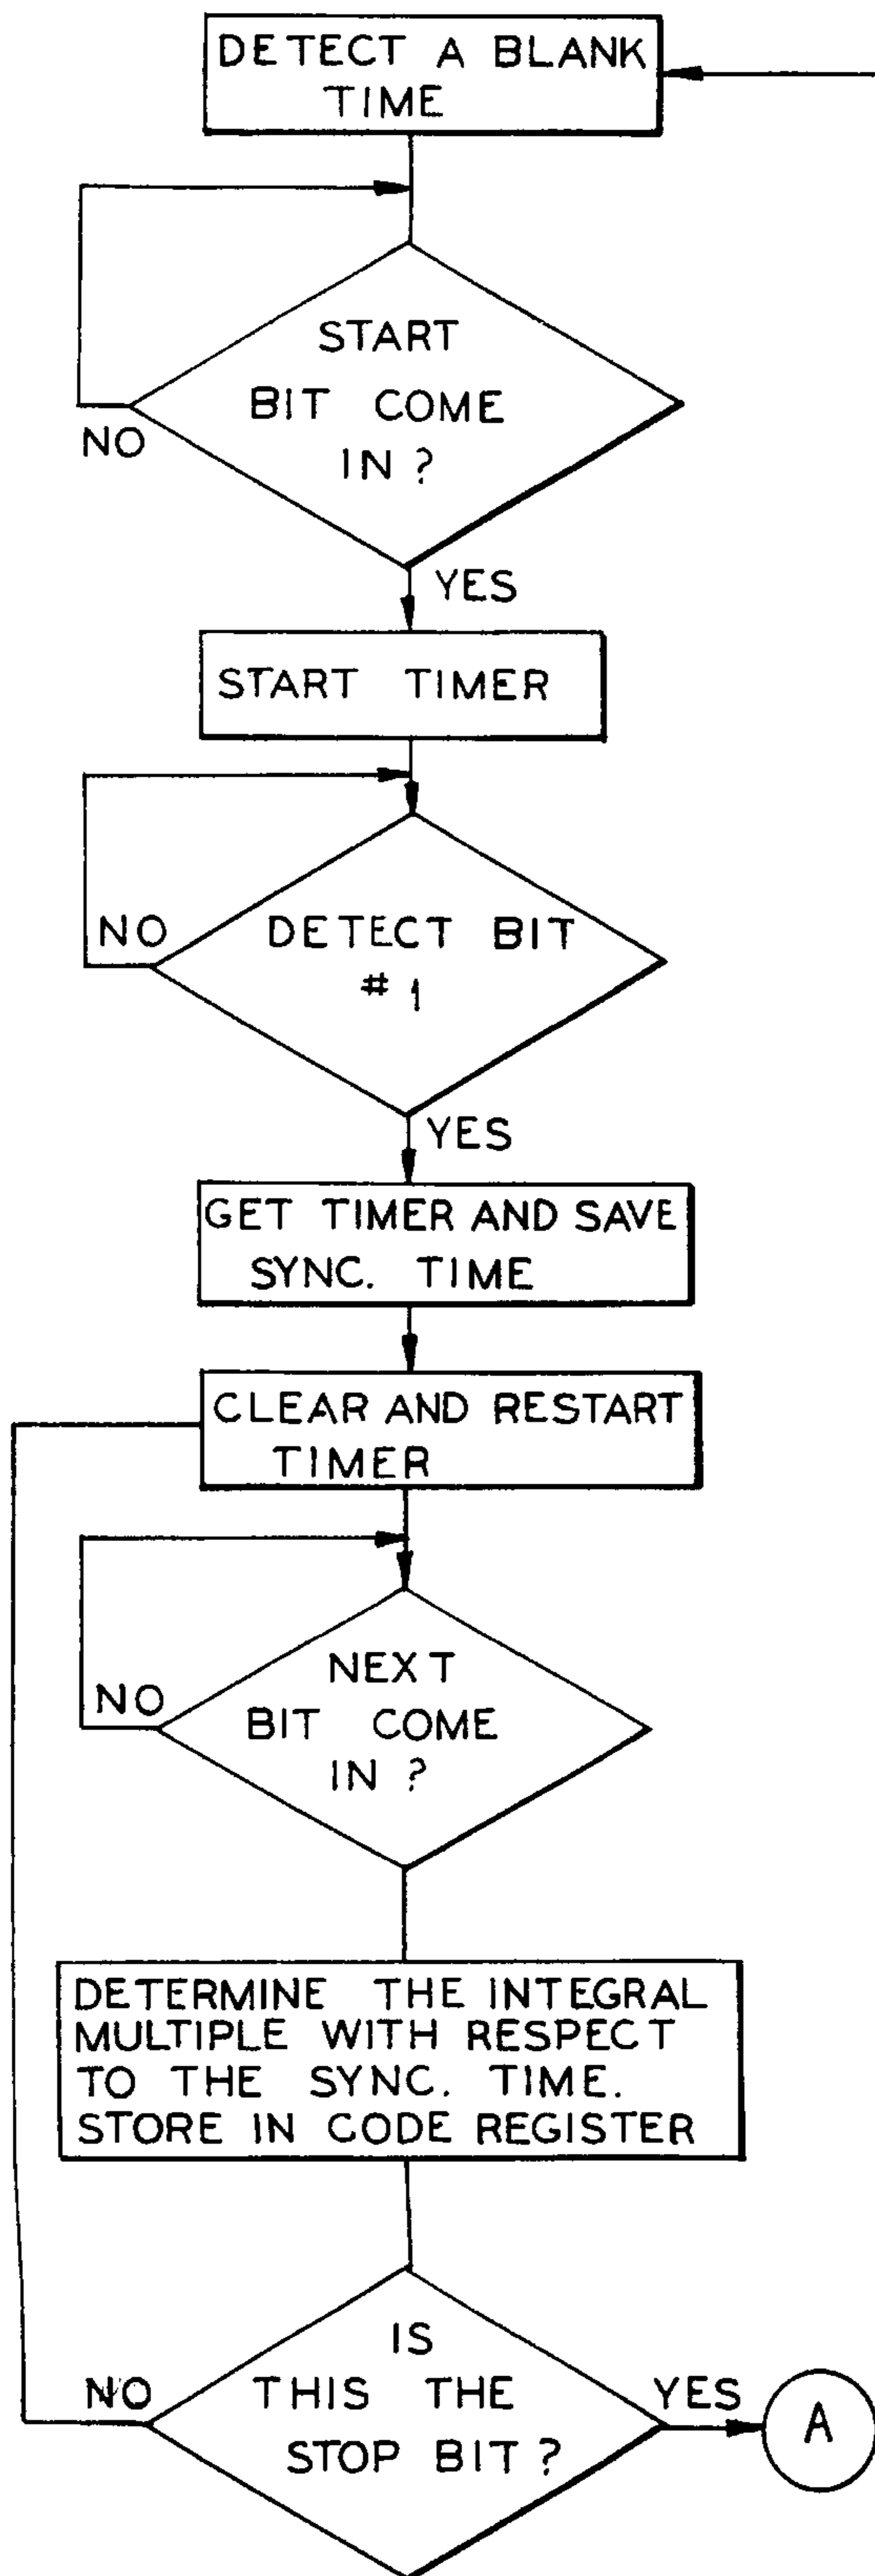 DETECT A BLANK
TIME
START
BIT COME
IN ?
NO
YES
START TIMER
NO
DETECT BIT
# 1
YES
GET TIMER AND SAVE
SYNC. TIME
CLEAR AND RESTART
TIMER
NEXT
NO
BIT COME
IN ?
DETERMINE THE INTEGRAL
MULTIPLE WITH RESPECT
TO THE SYNC. TIME.
STORE IN CODE REGISTER
IS
NO THIS THE YES
STOP BIT ?
A